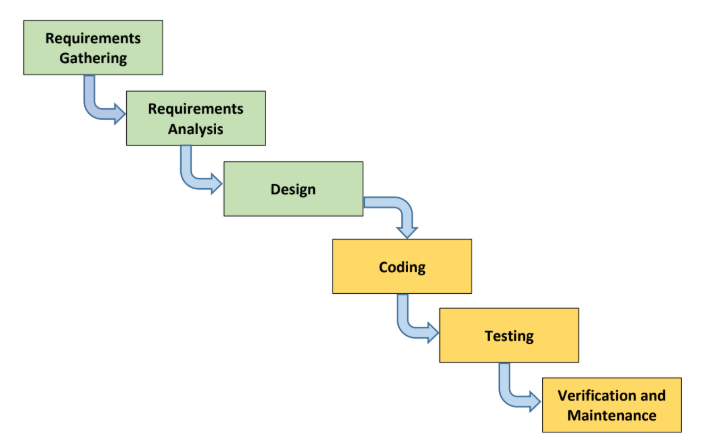 Requirements
Gathering
Requirements
Analysis
Design
Coding
Testing
Verification and
Maintenance